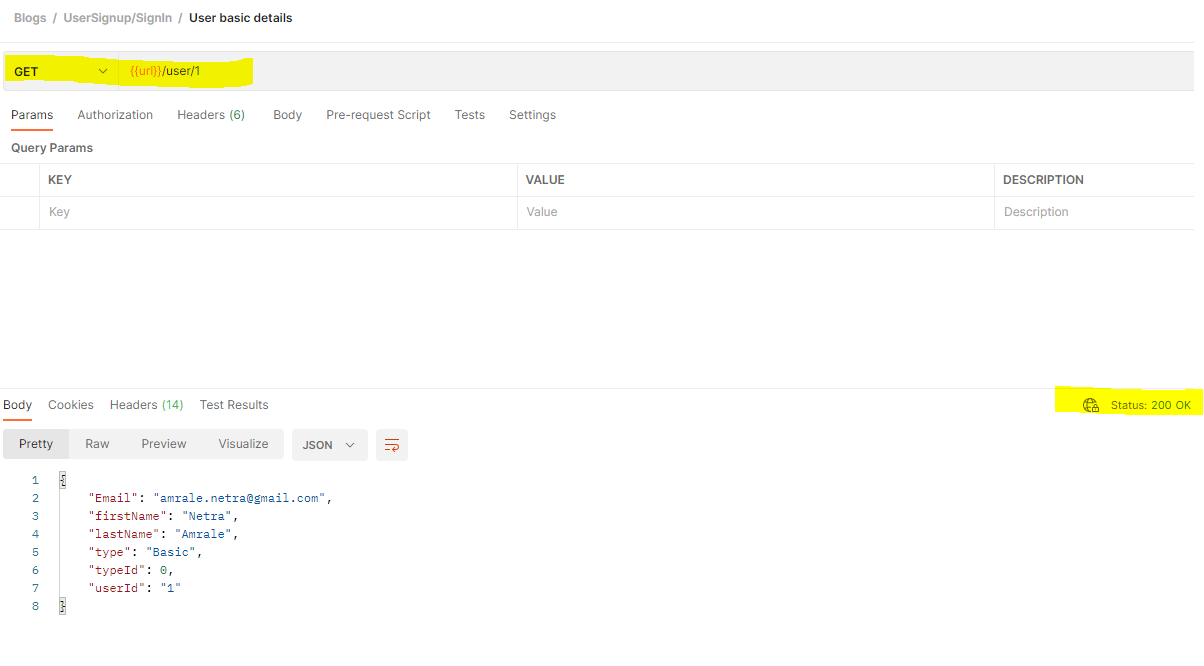 Blogs / UserSignup/SignIn / User basic details
GET {{url}}/user/1
Params Authorization Headers (6) Body Pre-request Script Tests Settings
Query Params
KEY VALUE DESCRIPTION
Key Value Description
Body Cookies Headers (14) Test Results Status: 200 OK
Pretty Raw Preview Visualize JSON
1 {
2 "Email": "amrale.netra@gmail.com",
3 "firstName": "Netra",
4 "lastName": "Amrale",
5 "type": "Basic",
6 "typeId": 0,
7 "userId": "1"
8 }